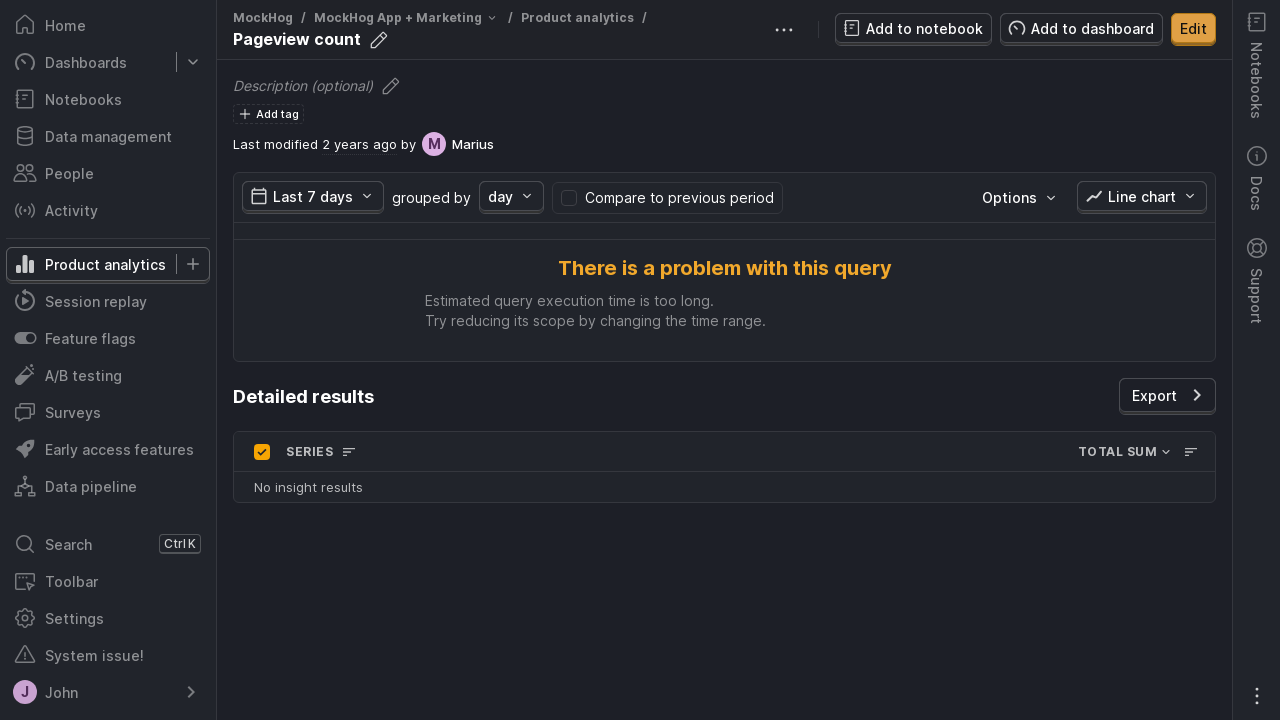 Home
Dashboards
Notebooks
Data management
People
Activity
Product analytics
Session replay
Feature flags
A/B testing
Surveys
Early access features
Data pipeline
Search
Ctrl K
Toolbar
Settings
System issue!
J
John
MockHog / MockHog App + Marketing / Product analytics /
Pageview count
Add to notebook
Add to dashboard
Edit
Description (optional)
Add tag
Last modified 2 years ago by M Marius
Last 7 days grouped by day Compare to previous period Options Line chart
There is a problem with this query
Estimated query execution time is too long.
Try reducing its scope by changing the time range.
Detailed results
Export
SERIES TOTAL SUM
No insight results
Notebooks
Docs
Support